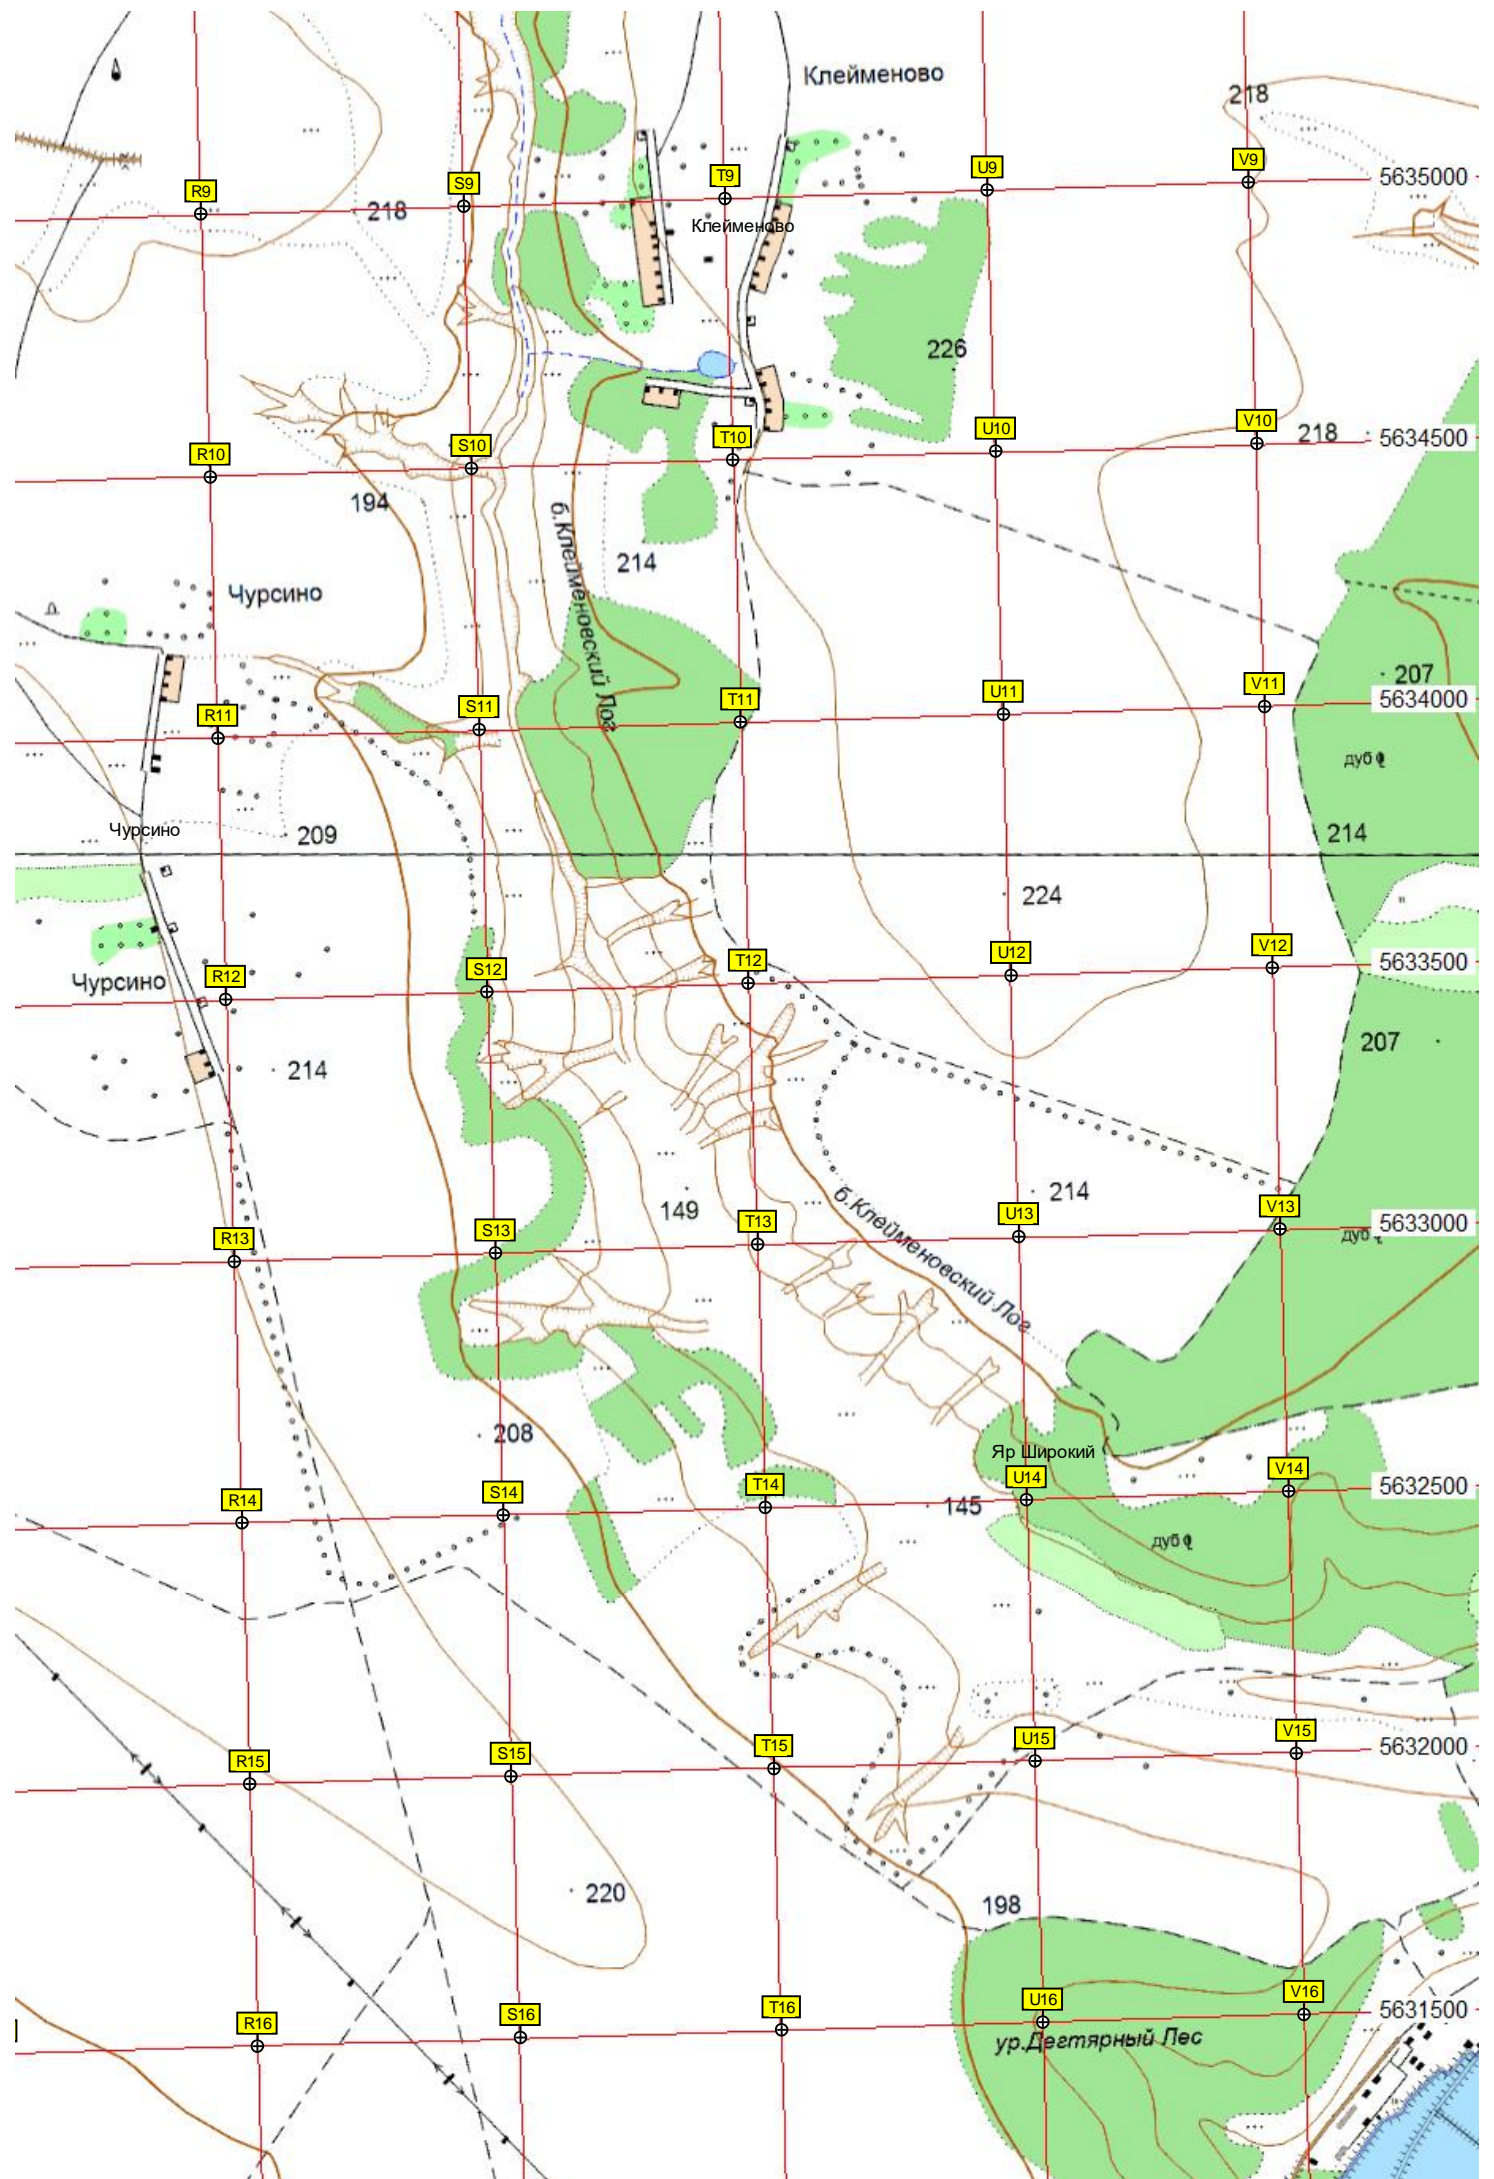 Клейменово
218
V9
U9
T9
5635000
S9
R9
218
Клейменово
226
V10
218
5634500
U10
T10
S10
R10
194
б.Клейменовский Лог
214
Чурсино
207
V11
5634000
U11
T11
S11
R11
дуб
Чурсино
209
214
224
V12
5633500
U12
T12
S12
R12
Чурсино
207
214
214
149
V13
5633000
U13
T13
S13
R13
б.Клейменовский Лог
дуб
208
Яр Широкий
V14
5632500
U14
T14
S14
R14
145
дуб
V15
5632000
U15
T15
S15
R15
220
198
V16
5631500
U16
T16
S16
R16
ур.Дегтярный Лес